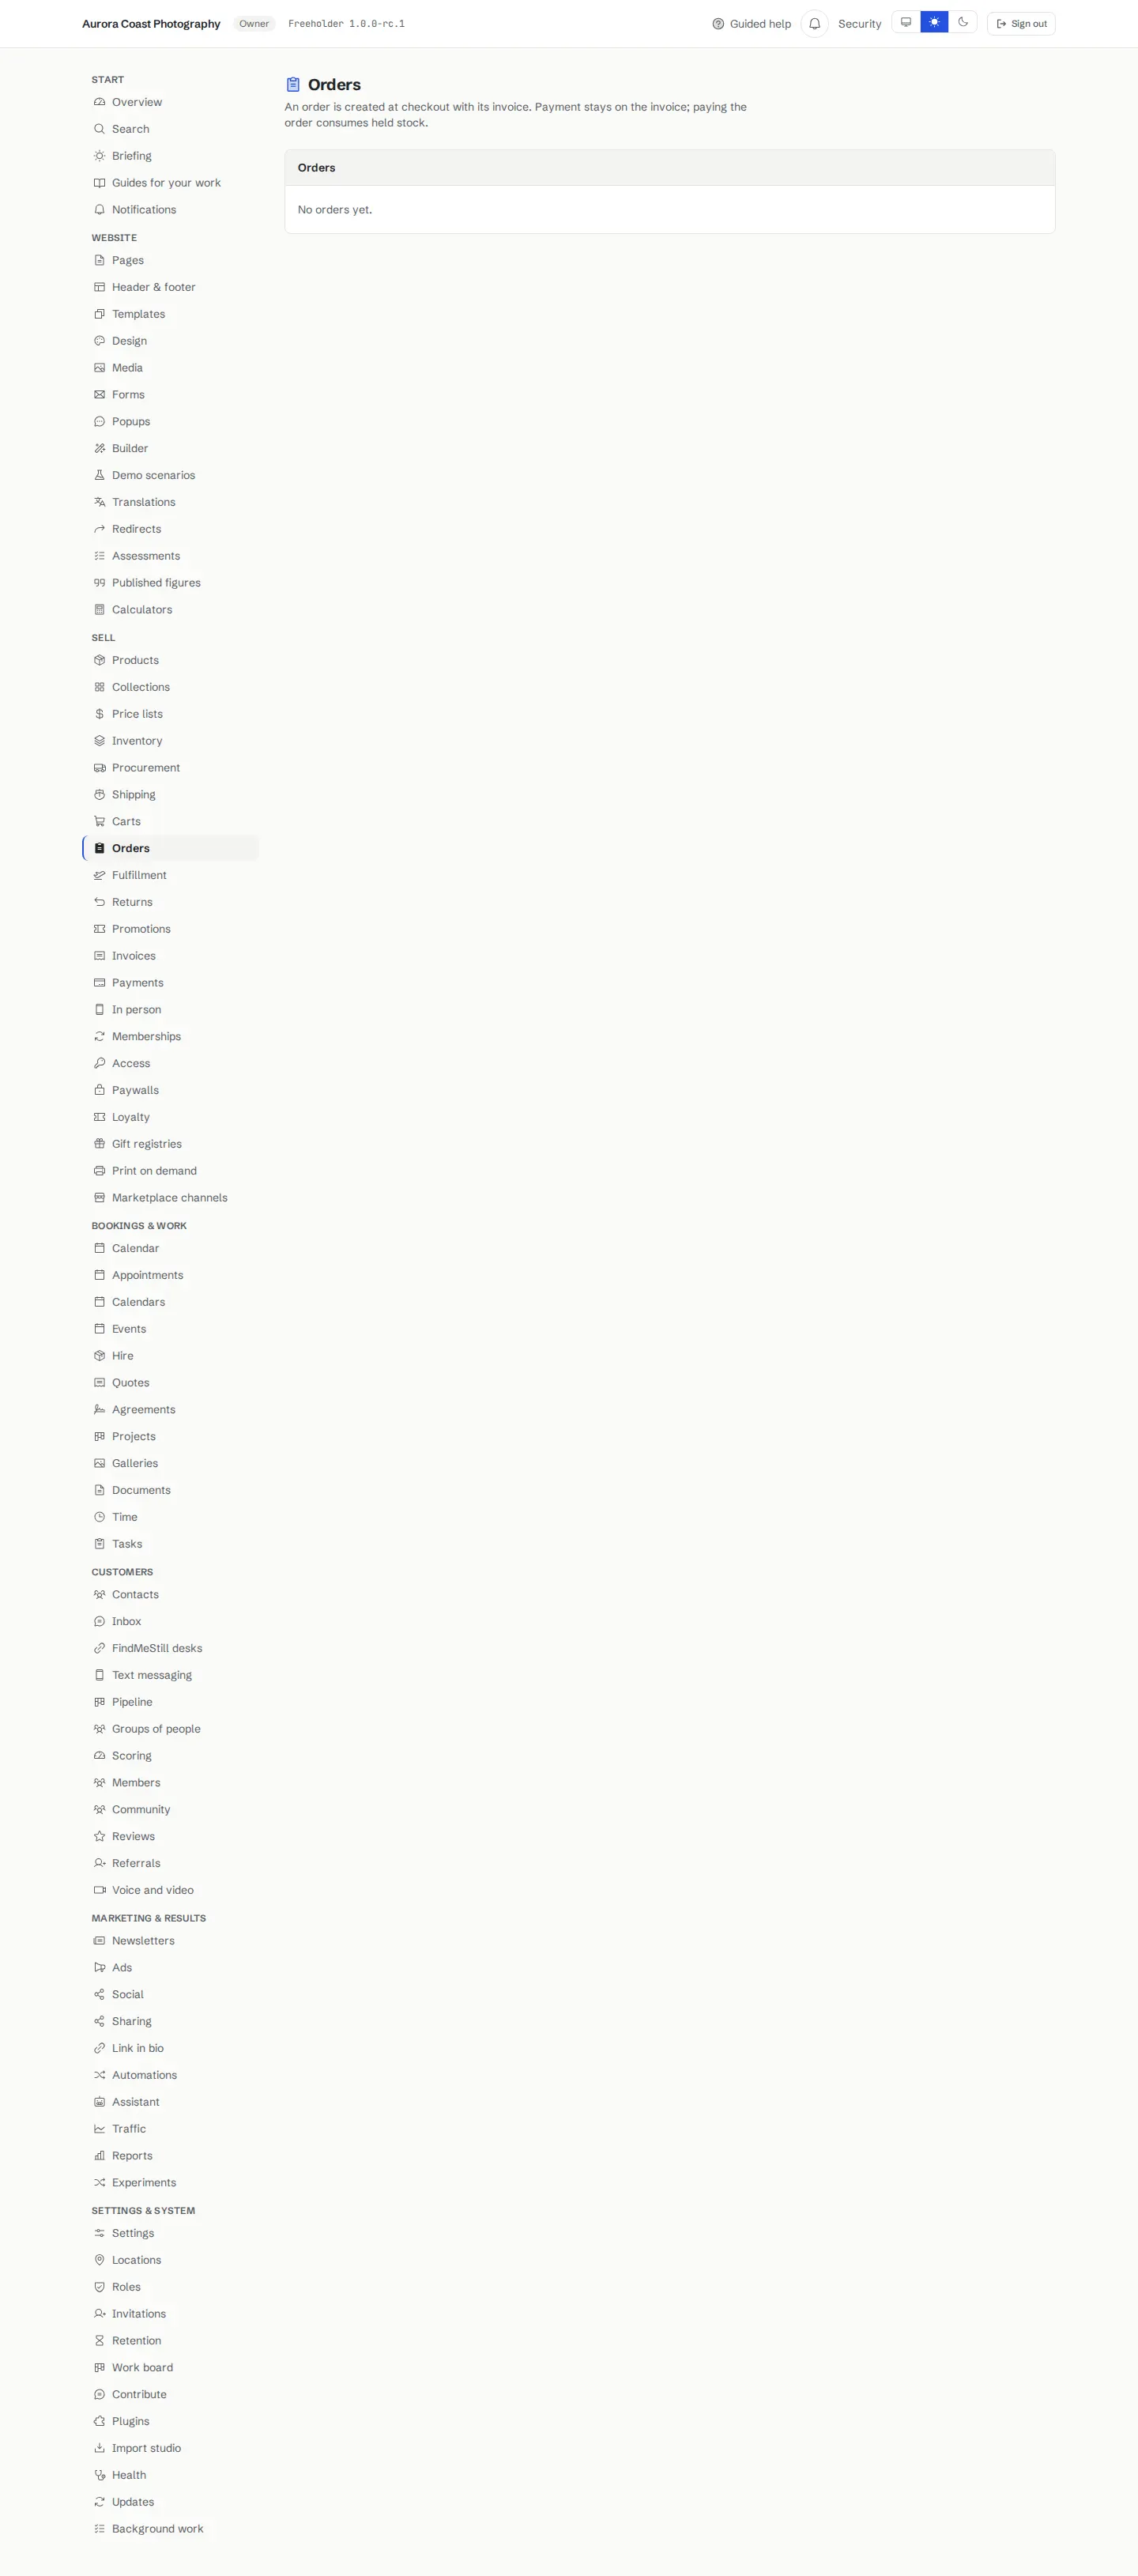 Aurora Coast Photography
Owner
Freeholder 1.0.0-rc.1
Guided help
Security
Sign out
START
Overview
Search
Briefing
Guides for your work
Notifications
WEBSITE
Pages
Header & footer
Templates
Design
Media
Forms
Popups
Builder
Demo scenarios
Translations
Redirects
Assessments
Published figures
Calculators
SELL
Products
Collections
Price lists
Inventory
Procurement
Shipping
Carts
Orders
Fulfillment
Returns
Promotions
Invoices
Payments
In person
Memberships
Access
Paywalls
Loyalty
Gift registries
Print on demand
Marketplace channels
BOOKINGS & WORK
Calendar
Appointments
Calendars
Events
Hire
Quotes
Agreements
Projects
Galleries
Documents
Time
Tasks
CUSTOMERS
Contacts
Inbox
FindMeStill desks
Text messaging
Pipeline
Groups of people
Scoring
Members
Community
Reviews
Referrals
Voice and video
MARKETING & RESULTS
Newsletters
Ads
Social
Sharing
Link in bio
Automations
Assistant
Traffic
Reports
Experiments
SETTINGS & SYSTEM
Settings
Locations
Roles
Invitations
Retention
Work board
Contribute
Plugins
Import studio
Health
Updates
Background work
Orders
An order is created at checkout with its invoice. Payment stays on the invoice; paying the
order consumes held stock.
Orders
No orders yet.